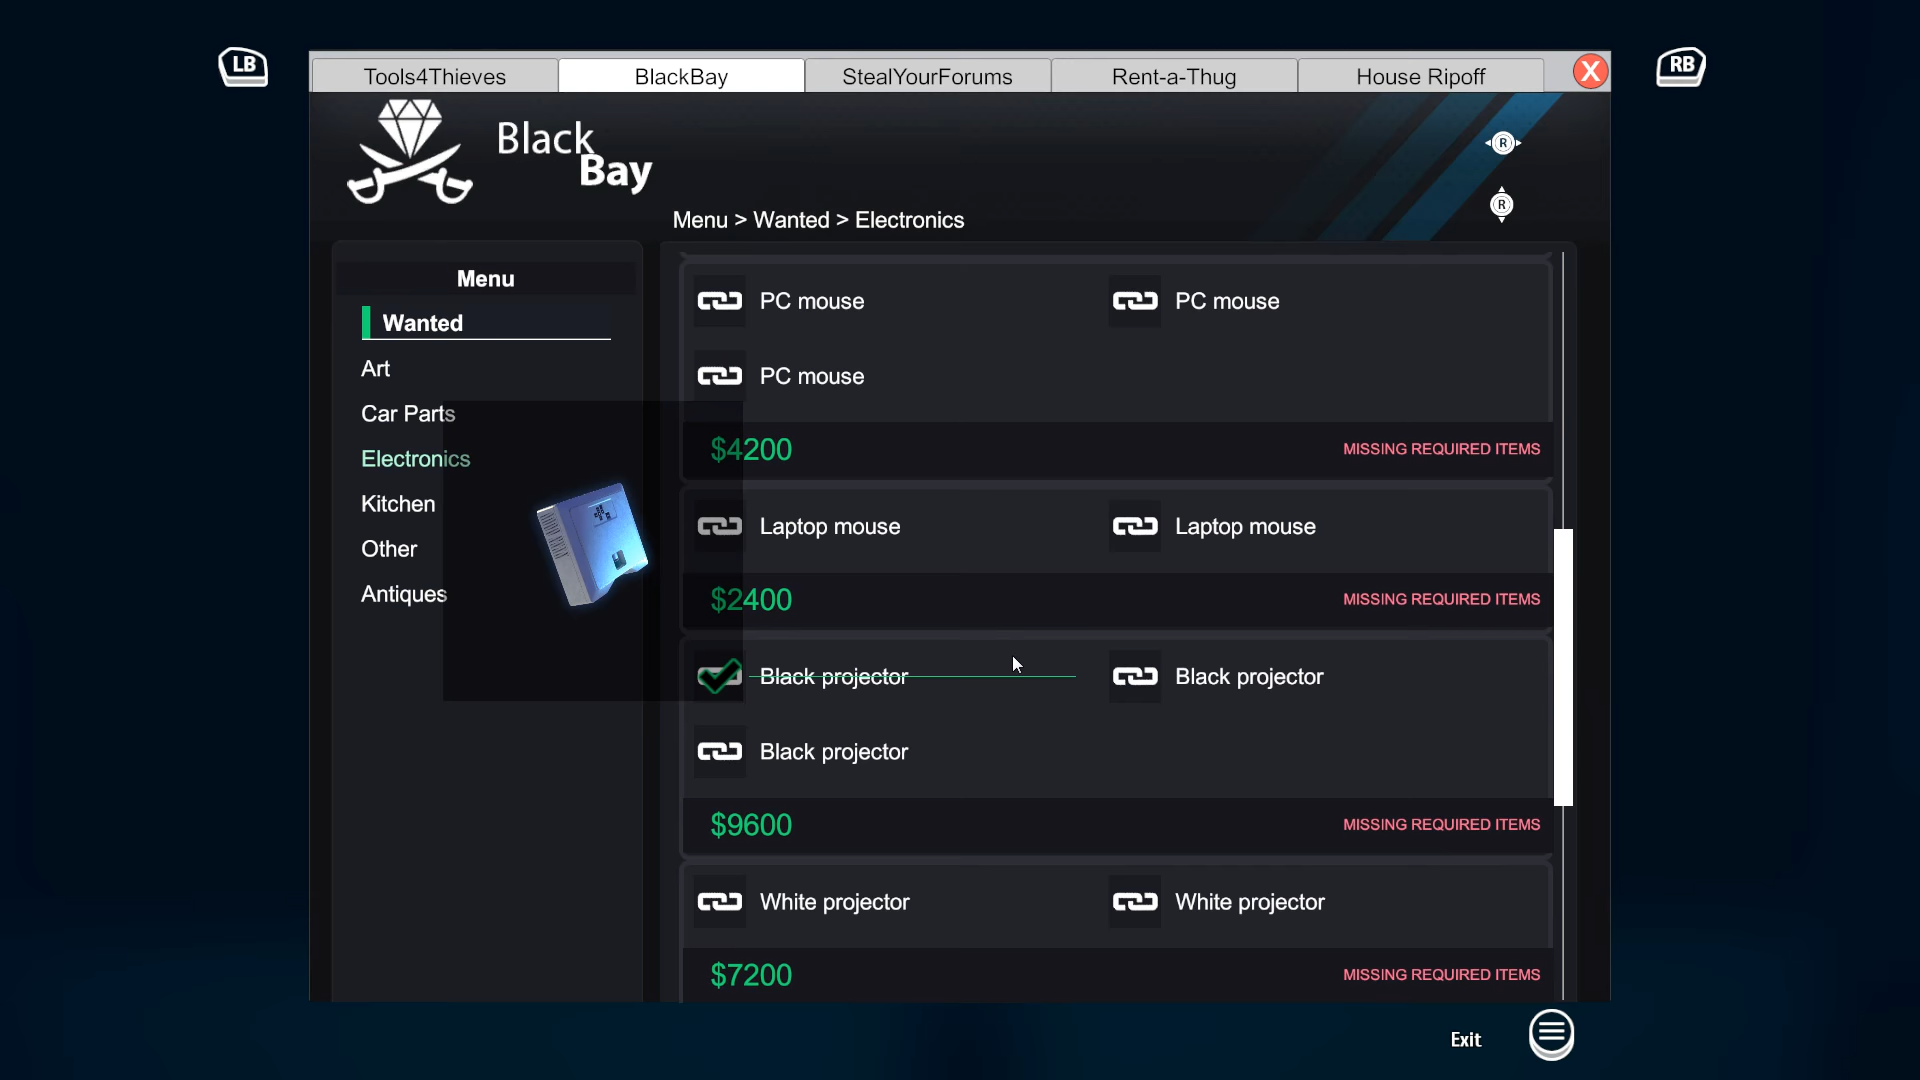 LB
RB
Tools4Thieves BlackBay StealYourForums Rent-a-Thug House Ripoff X
Black
Bay
R
R
Menu > Wanted > Electronics
Menu
Wanted
Art
Car Parts
Electronics
Kitchen
Other
Antiques
PC mouse PC mouse
PC mouse
$4200 MISSING REQUIRED ITEMS
Laptop mouse Laptop mouse
$2400 MISSING REQUIRED ITEMS
Black projector Black projector
Black projector
$9600 MISSING REQUIRED ITEMS
White projector White projector
$7200 MISSING REQUIRED ITEMS
Exit